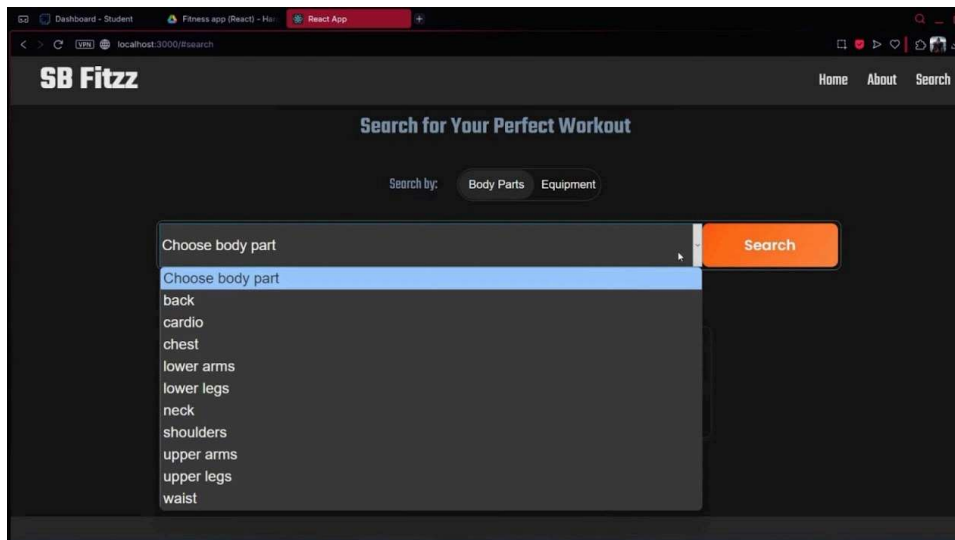 Dashboard - Student
Fitness app (React) - Ha
React App
VPN
localhost:3000/#search
SB Fitzz
Home About Search
Search for Your Perfect Workout
Search by: Body Parts Equipment
Choose body part
Search
Choose body part
back
cardio
chest
lower arms
lower legs
neck
shoulders
upper arms
upper legs
waist